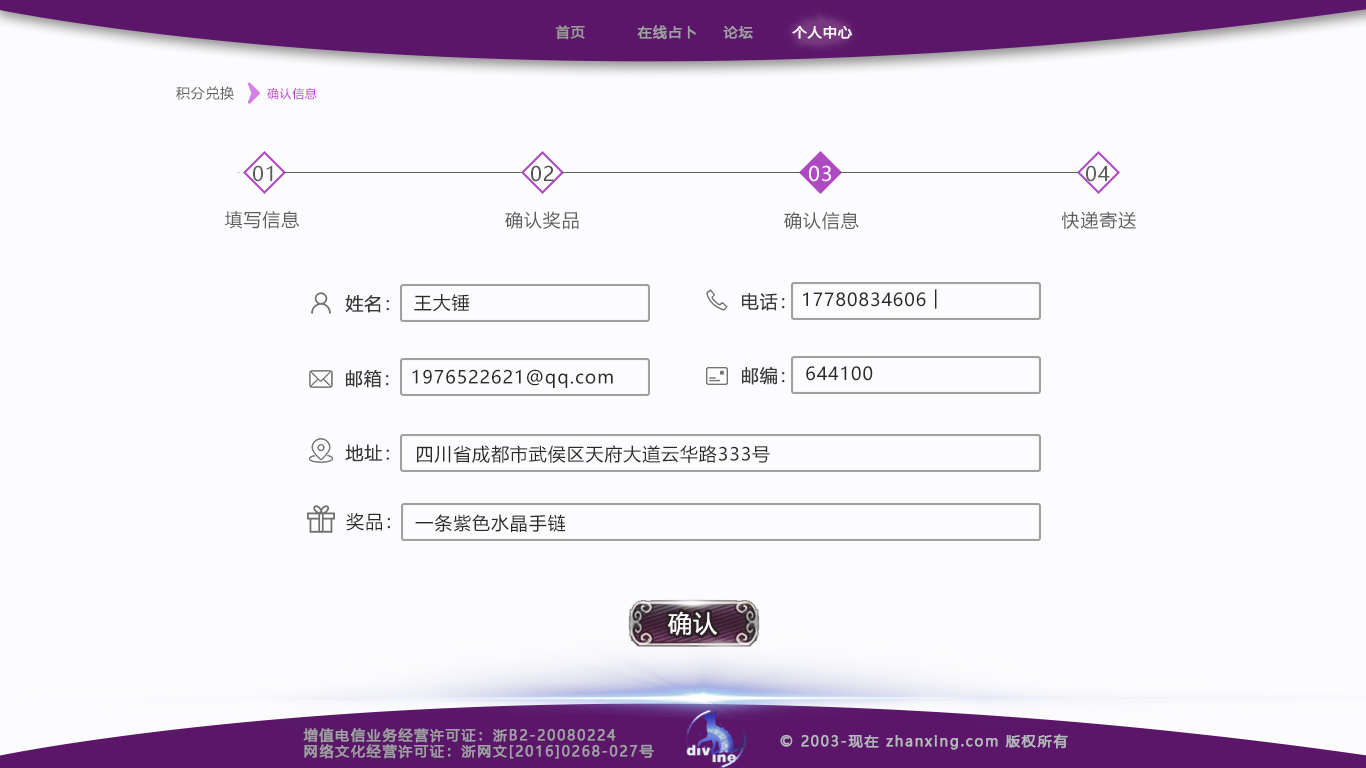 首页 在线占卜 论坛 个人中心
积分兑换 确认信息
01 02 03 04
填写信息 确认奖品 确认信息 快递寄送
姓名: 王大锤 电话: 17780834606
邮箱: 1976522621@qq.com 邮编: 644100
地址: 四川省成都市武侯区天府大道云华路333号
奖品: 一条紫色水晶手链
确认
增值电信业务经营许可证：浙B2-20080224
网络文化经营许可证：浙网文[2016]0268-027号
divine
© 2003-现在 zhanxing.com 版权所有